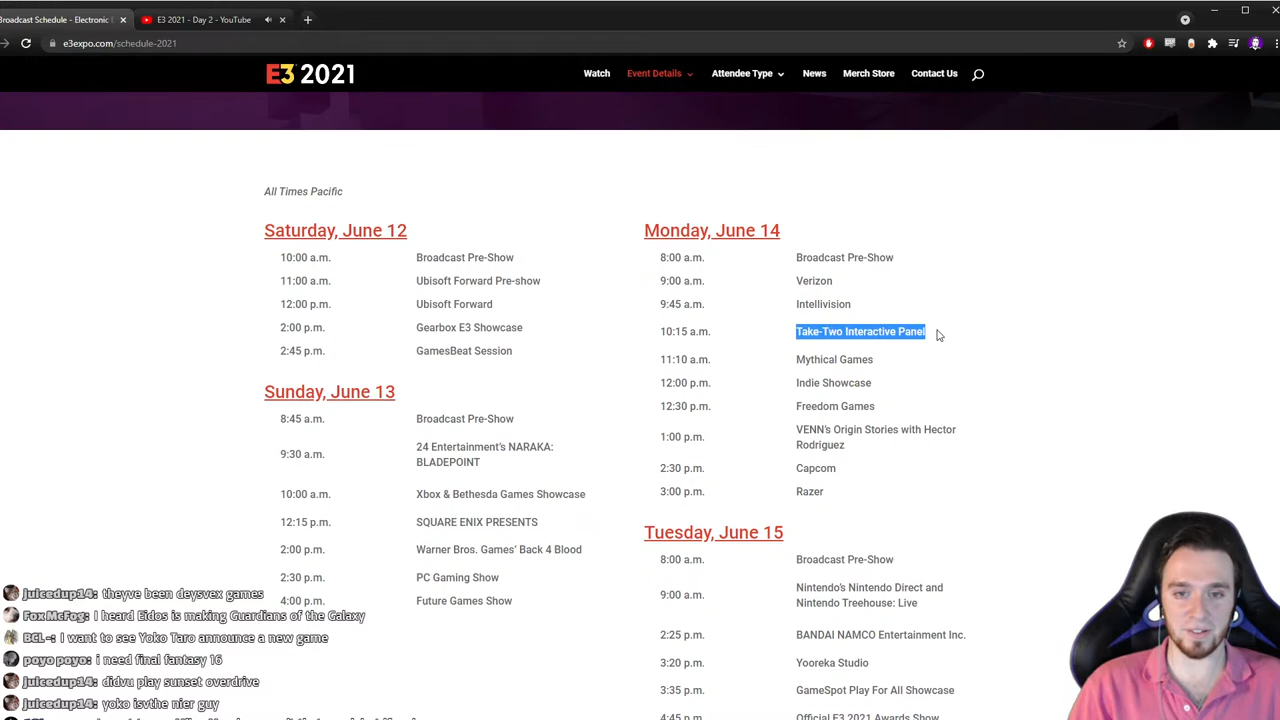 Broadcast Schedule - Electronic E
E3 2021 - Day 2 - YouTube
e3expo.com/schedule-2021
E3 2021
Watch
Event Details
Attendee Type
News
Merch Store
Contact Us
All Times Pacific
Saturday, June 12
10:00 a.m. Broadcast Pre-Show
11:00 a.m. Ubisoft Forward Pre-show
12:00 p.m. Ubisoft Forward
2:00 p.m. Gearbox E3 Showcase
2:45 p.m. GamesBeat Session
Sunday, June 13
8:45 a.m. Broadcast Pre-Show
9:30 a.m. 24 Entertainment's NARAKA:
BLADEPOINT
10:00 a.m. Xbox & Bethesda Games Showcase
12:15 p.m. SQUARE ENIX PRESENTS
2:00 p.m. Warner Bros. Games' Back 4 Blood
2:30 p.m. PC Gaming Show
4:00 p.m. Future Games Show
Monday, June 14
8:00 a.m. Broadcast Pre-Show
9:00 a.m. Verizon
9:45 a.m. Intellivision
10:15 a.m. Take-Two Interactive Panel
11:10 a.m. Mythical Games
12:00 p.m. Indie Showcase
12:30 p.m. Freedom Games
1:00 p.m. VENN's Origin Stories with Hector
Rodriguez
2:30 p.m. Capcom
3:00 p.m. Razer
Tuesday, June 15
8:00 a.m. Broadcast Pre-Show
9:00 a.m. Nintendo's Nintendo Direct and
Nintendo Treehouse: Live
2:25 p.m. BANDAI NAMCO Entertainment Inc.
3:20 p.m. Yooreka Studio
3:35 p.m. GameSpot Play For All Showcase
4:45 p.m. Official E3 2021 Awards Show
Juicedup14: theyve been deysvex games
Fox McFog: I heard Eidos is making Guardians of the Galaxy
BCL-: I want to see Yoko Taro announce a new game
poyo poyo: i need final fantasy 16
Juicedup14: didvu play sunset overdrive
Juicedup14: yoko isvthe nier guy